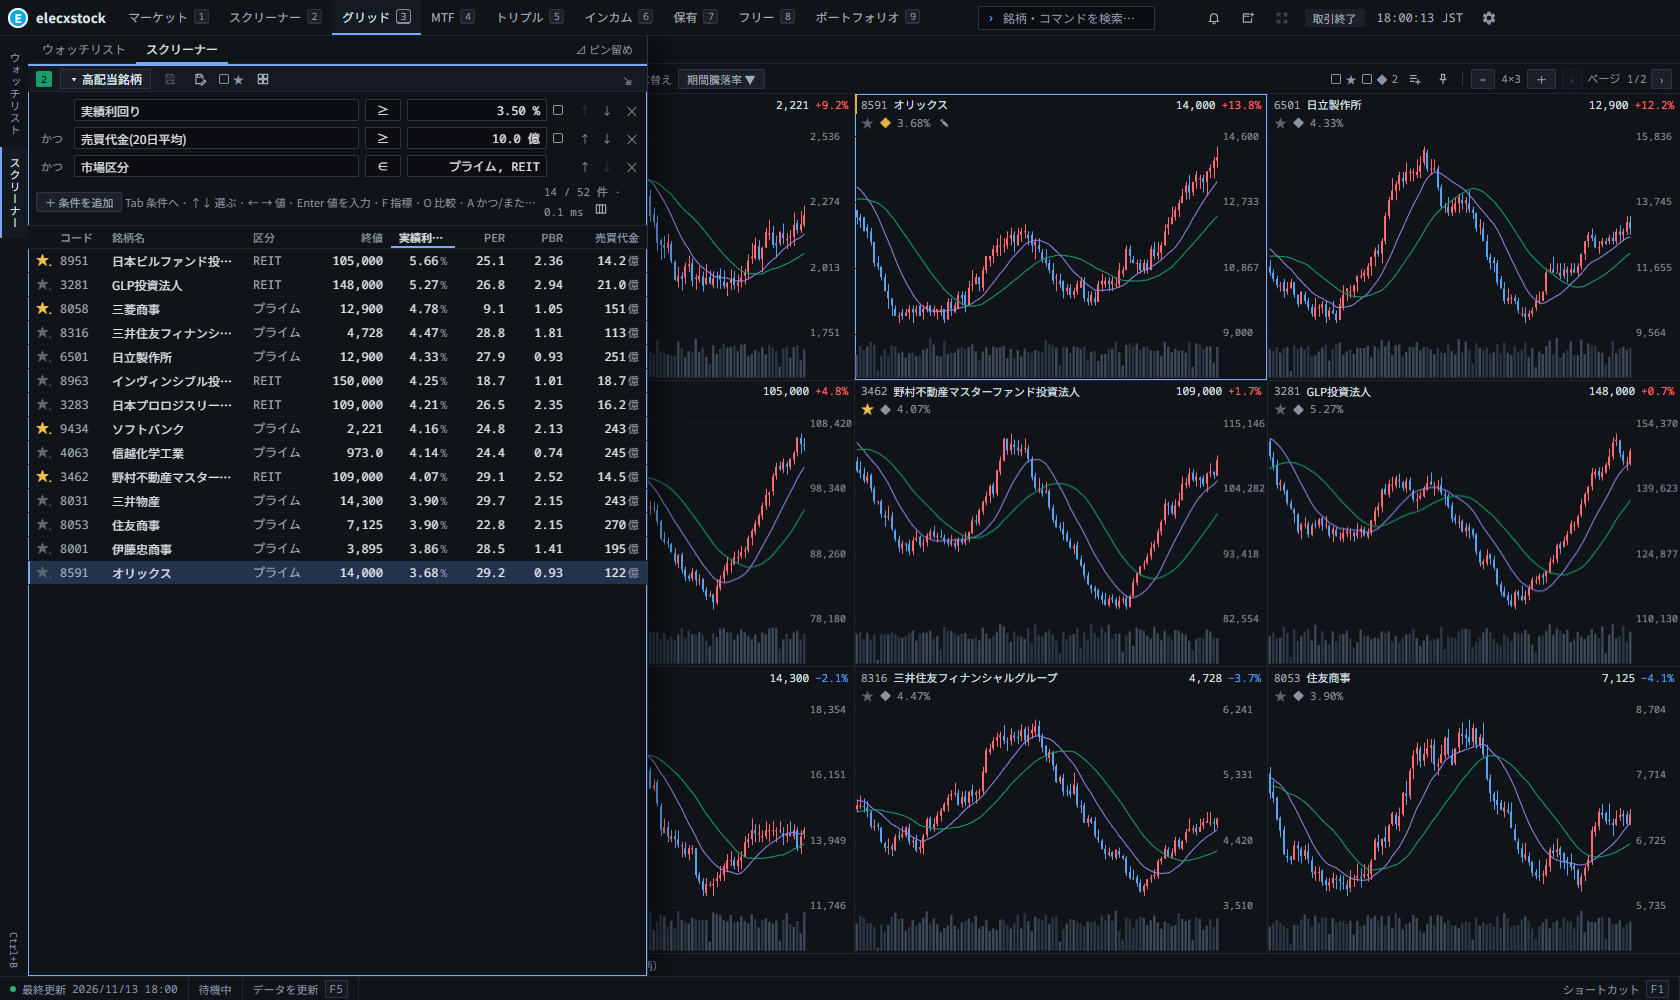 elecxstock マーケット 1 スクリーナー 2 グリッド 3 MTF 4 トリプル 5 インカム 6 保有 7 フリー 8 ポートフォリオ 9 › 銘柄・コマンドを検索… 取引終了 18:00:13 JST
ウォッチリスト
スクリーナー
Ctrl+B
ウォッチリスト スクリーナー ピン留め
2 高配当銘柄
実績利回り ≥ 3.50 %
かつ 売買代金(20日平均) ≥ 10.0 億
かつ 市場区分 ∈ プライム, REIT
＋ 条件を追加 Tab 条件へ・↑↓ 選ぶ・←→ 値・Enter 値を入力・F 指標・O 比較・A かつ/また… 14 / 52 件 · 0.1 ms
コード 銘柄名 区分 終値 実績利… PER PBR 売買代金
8951 日本ビルファンド投… REIT 105,000 5.66% 25.1 2.36 14.2億
3281 GLP投資法人 REIT 148,000 5.27% 26.8 2.94 21.0億
8058 三菱商事 プライム 12,900 4.78% 9.1 1.05 151億
8316 三井住友フィナンシ… プライム 4,728 4.47% 28.8 1.81 113億
6501 日立製作所 プライム 12,900 4.33% 27.9 0.93 251億
8963 インヴィンシブル投… REIT 150,000 4.25% 18.7 1.01 18.7億
3283 日本プロロジスリー… REIT 109,000 4.21% 26.5 2.35 16.2億
9434 ソフトバンク プライム 2,221 4.16% 24.8 2.13 243億
4063 信越化学工業 プライム 973.0 4.14% 24.4 0.74 245億
3462 野村不動産マスター… REIT 109,000 4.07% 29.1 2.52 14.5億
8031 三井物産 プライム 14,300 3.90% 29.7 2.15 243億
8053 住友商事 プライム 7,125 3.90% 22.8 2.15 270億
8001 伊藤忠商事 プライム 3,895 3.86% 28.5 1.41 195億
8591 オリックス プライム 14,000 3.68% 29.2 0.93 122億
替え 期間騰落率▼ 2 − 4×3 ＋ ‹ ページ 1/2 ›
2,221 +9.2%
2,536
2,274
2,013
1,751
8591 オリックス 14,000 +13.8%
3.68%
14,600
12,733
10,867
9,000
6501 日立製作所 12,900 +12.2%
4.33%
15,836
13,745
11,655
9,564
105,000 +4.8%
108,420
98,340
88,260
78,180
3462 野村不動産マスターファンド投資法人 109,000 +1.7%
4.07%
115,146
104,282
93,418
82,554
3281 GLP投資法人 148,000 +0.7%
5.27%
154,370
139,623
124,877
110,130
14,300 −2.1%
18,354
16,151
13,949
11,746
8316 三井住友フィナンシャルグループ 4,728 −3.7%
4.47%
6,241
5,331
4,420
3,510
8053 住友商事 7,125 −4.1%
3.90%
8,704
7,714
6,725
5,735
最終更新 2026/11/13 18:00 待機中 データを更新 F5 ショートカット F1